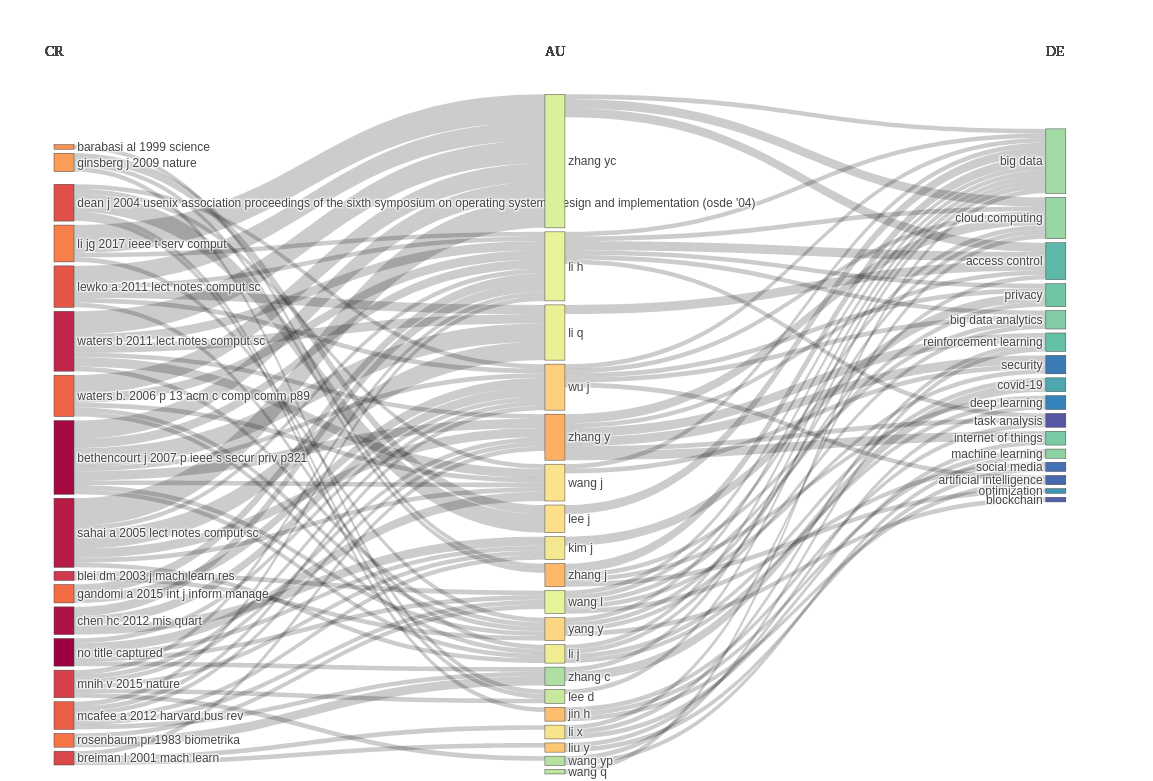 CR
AU
DE
barabasi al 1999 science
ginsberg j 2009 nature
dean j 2004 usenix association proceedings of the sixth symposium on operating system design and implementation (osde '04)
li jg 2017 ieee t serv comput
lewko a 2011 lect notes comput sc
waters b 2011 lect notes comput sc
waters b. 2006 p 13 acm c comp comm p89
bethencourt j 2007 p ieee s secur priv p321
sahai a 2005 lect notes comput sc
blei dm 2003 j mach learn res
gandomi a 2015 int j inform manage
chen hc 2012 mis quart
no title captured
mnih v 2015 nature
mcafee a 2012 harvard bus rev
rosenbaum pr 1983 biometrika
breiman l 2001 mach learn
zhang yc
li h
li q
wu j
zhang y
wang j
lee j
kim j
zhang j
wang l
yang y
li j
zhang c
lee d
jin h
li x
liu y
wang yp
wang q
big data
cloud computing
access control
privacy
big data analytics
reinforcement learning
security
covid-19
deep learning
task analysis
internet of things
machine learning
social media
artificial intelligence
optimization
blockchain